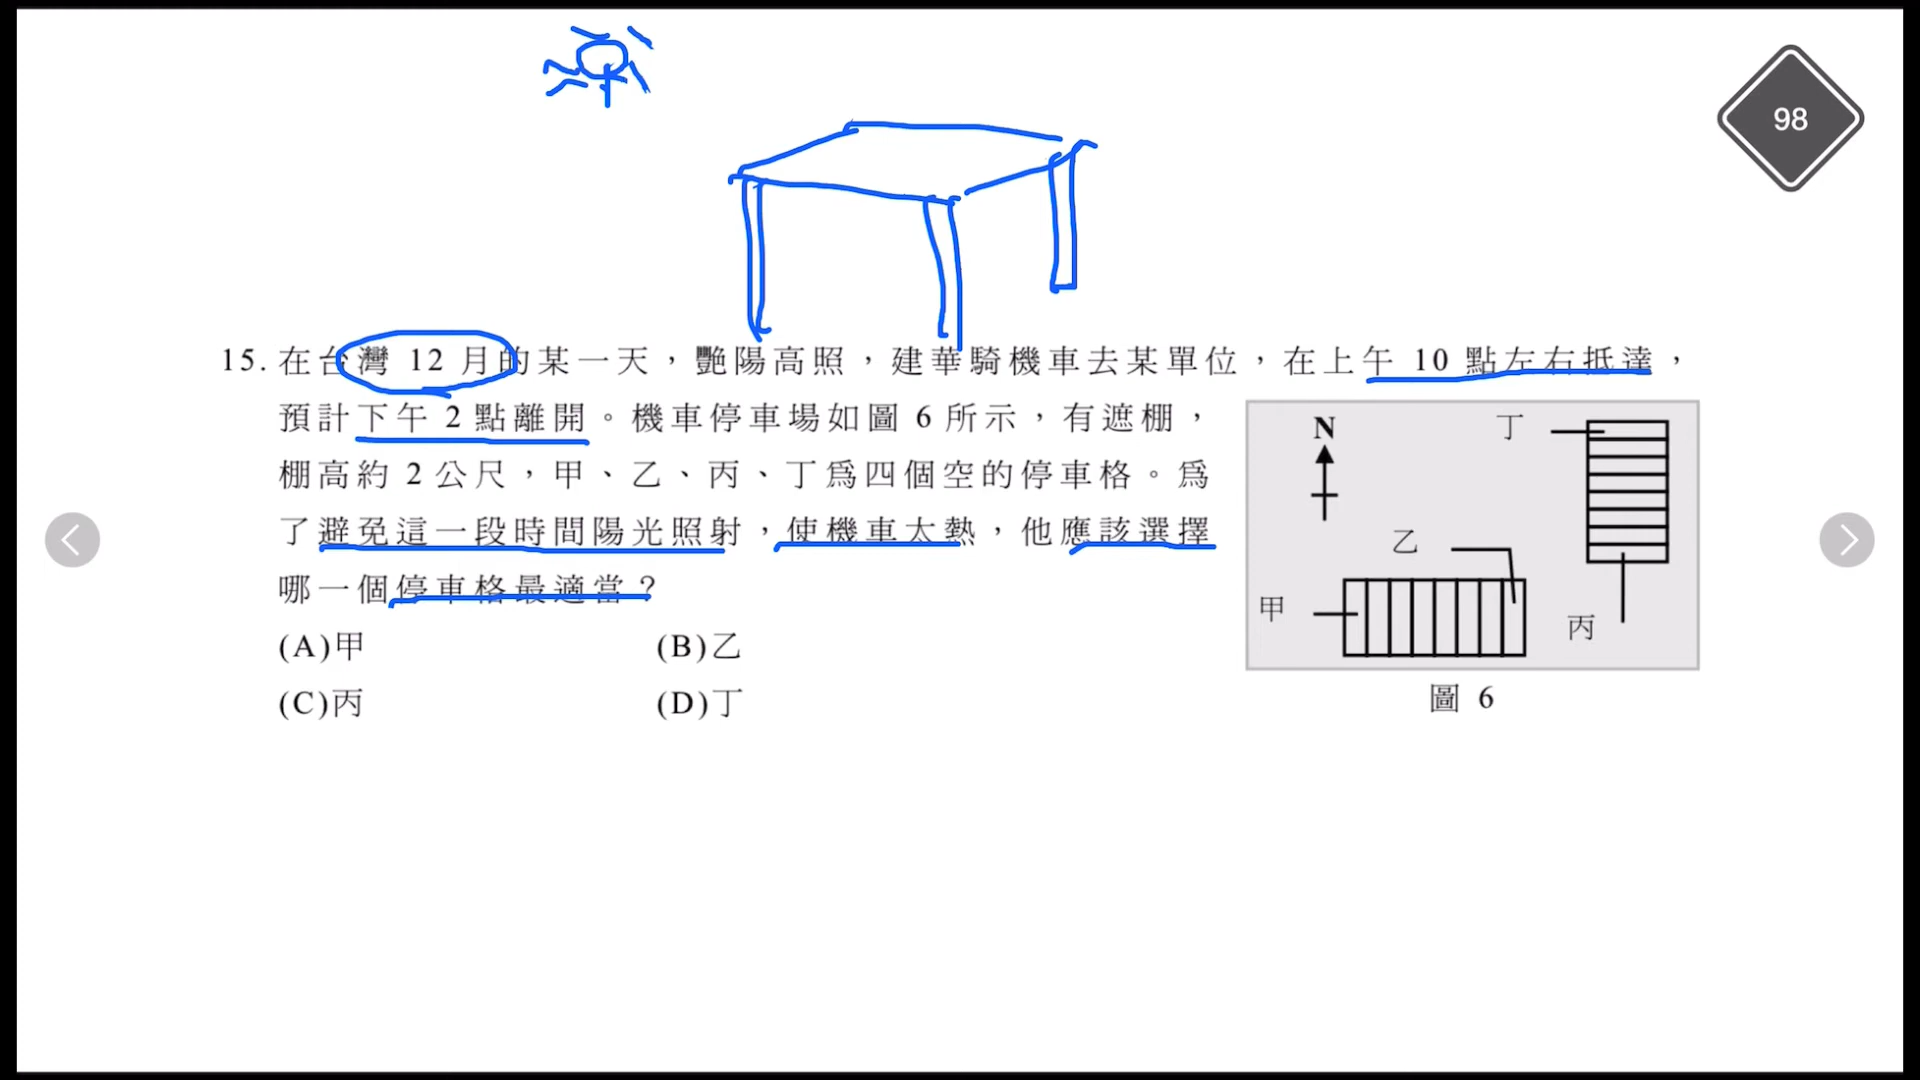 98
15. 在台灣 12 月的某一天，艷陽高照，建華騎機車去某單位，在上午 10 點左右抵達，
預計下午 2 點離開。機車停車場如圖 6 所示，有遮棚，
棚高約 2 公尺，甲、乙、丙、丁爲四個空的停車格。爲
了避免這一段時間陽光照射，使機車太熱，他應該選擇
哪一個停車格最適當？
(A)甲 (B)乙
(C)丙 (D)丁
N 丁
乙
甲 丙
圖 6